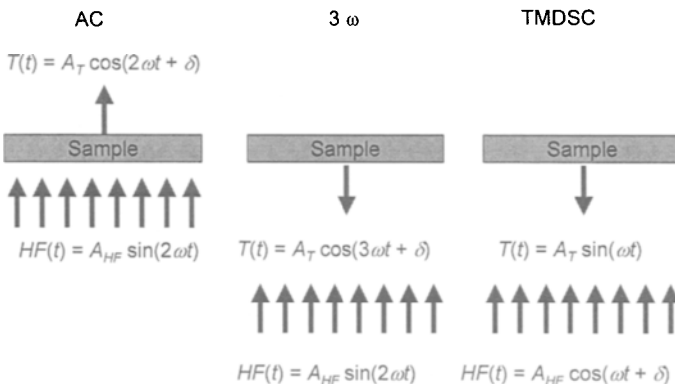 AC
3 ω
TMDSC
T(t) = A_T cos(2ωt + δ)
Sample
Sample
Sample
HF(t) = A_HF sin(2ωt)
T(t) = A_T cos(3ωt + δ)
T(t) = A_T sin(ωt)
HF(t) = A_HF sin(2ωt)
HF(t) = A_HF cos(ωt + δ)